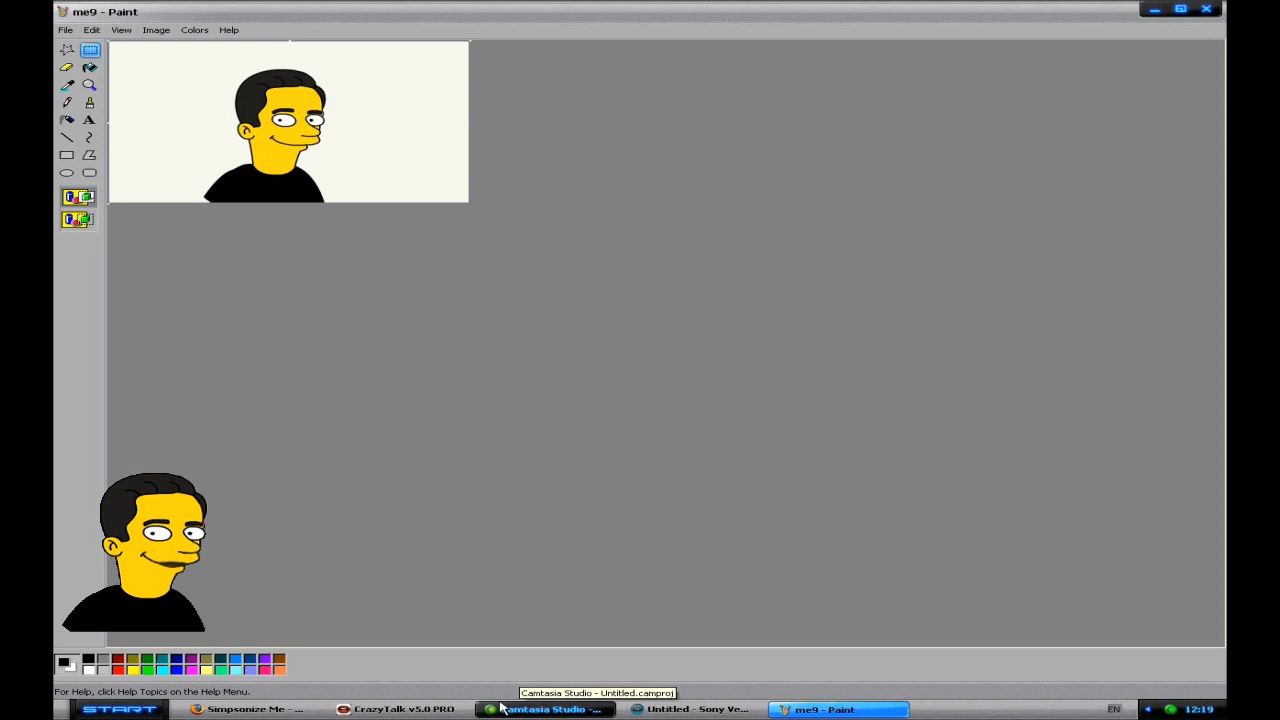 me9 - Paint
File Edit View Image Colors Help
A
For Help, click Help Topics on the Help Menu.
Camtasia Studio - Untitled.camproj
START
Simpsonize Me - ...
CrazyTalk v5.0 PRO
Camtasia Studio -...
Untitled - Sony Ve...
me9 - Paint
EN
12:19